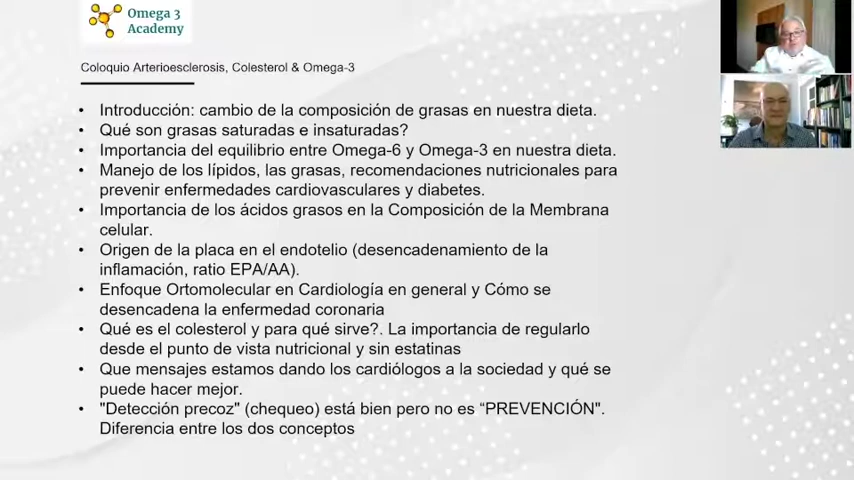 Omega 3
Academy
Coloquio Arterioesclerosis, Colesterol & Omega-3
• Introducción: cambio de la composición de grasas en nuestra dieta.
• Qué son grasas saturadas e insaturadas?
• Importancia del equilibrio entre Omega-6 y Omega-3 en nuestra dieta.
• Manejo de los lípidos, las grasas, recomendaciones nutricionales para
prevenir enfermedades cardiovasculares y diabetes.
• Importancia de los ácidos grasos en la Composición de la Membrana
celular.
• Origen de la placa en el endotelio (desencadenamiento de la
inflamación, ratio EPA/AA).
• Enfoque Ortomolecular en Cardiología en general y Cómo se
desencadena la enfermedad coronaria
• Qué es el colesterol y para qué sirve?. La importancia de regularlo
desde el punto de vista nutricional y sin estatinas
• Que mensajes estamos dando los cardiólogos a la sociedad y qué se
puede hacer mejor.
• "Detección precoz" (chequeo) está bien pero no es “PREVENCIÓN".
Diferencia entre los dos conceptos